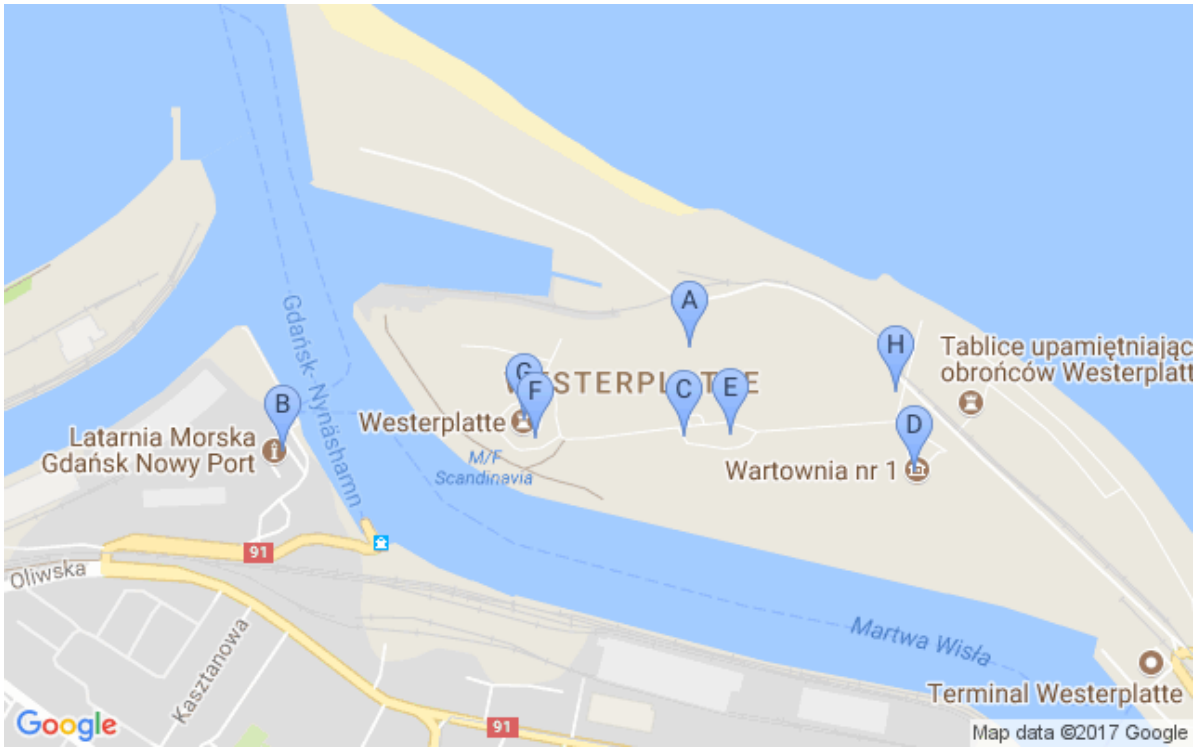 A
Gdańsk-Nynäshamn
H
Tablice upamiętniając
obrońców Westerplatt
G
WESTERPLATTE
B
F
C
E
Westerplatte
D
Latarnia Morska
Gdańsk Nowy Port
M/F
Scandinavia
Wartownia nr 1
91
Oliwska
Martwa Wisła
Kasztanowa
Terminal Westerplatte
Google
91
Map data ©2017 Google